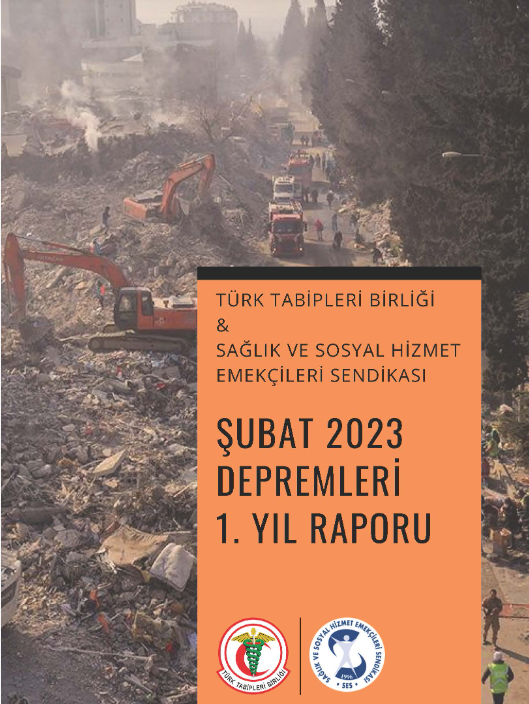 TÜRK TABİPLERİ BİRLİĞİ
&
SAĞLIK VE SOSYAL HİZMET
EMEKÇİLERİ SENDİKASI
ŞUBAT 2023
DEPREMLERİ
1. YIL RAPORU
TÜRK TABİPLERİ BİRLİĞİ
SAĞLIK VE SOSYAL HİZMET EMEKÇİLERİ SENDİKASI
1996
• SES •